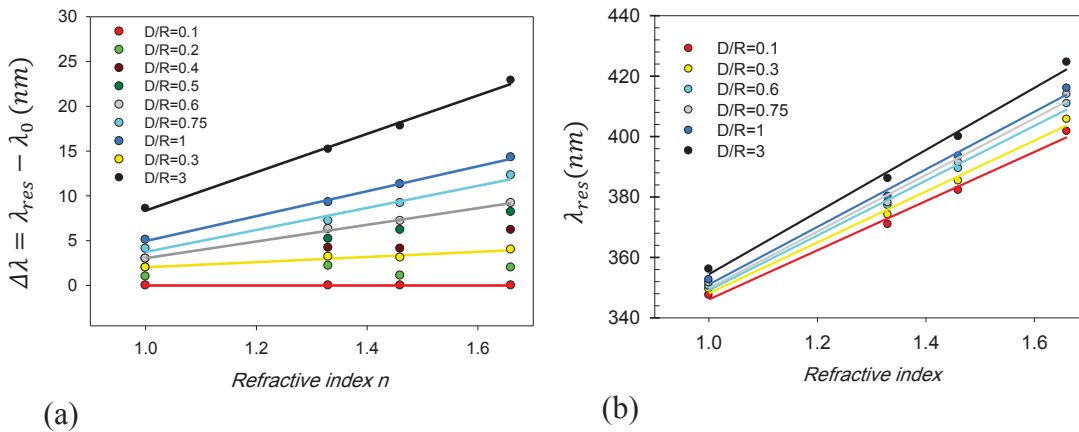 30
25
20
15
10
5
0
Δλ = λres − λ0 (nm)
D/R=0.1
D/R=0.2
D/R=0.4
D/R=0.5
D/R=0.6
D/R=0.75
D/R=1
D/R=0.3
D/R=3
1.0
1.2
1.4
1.6
Refractive index n
(a)
440
420
400
380
360
340
λres(nm)
D/R=0.1
D/R=0.3
D/R=0.6
D/R=0.75
D/R=1
D/R=3
1.0
1.2
1.4
1.6
Refractive index
(b)